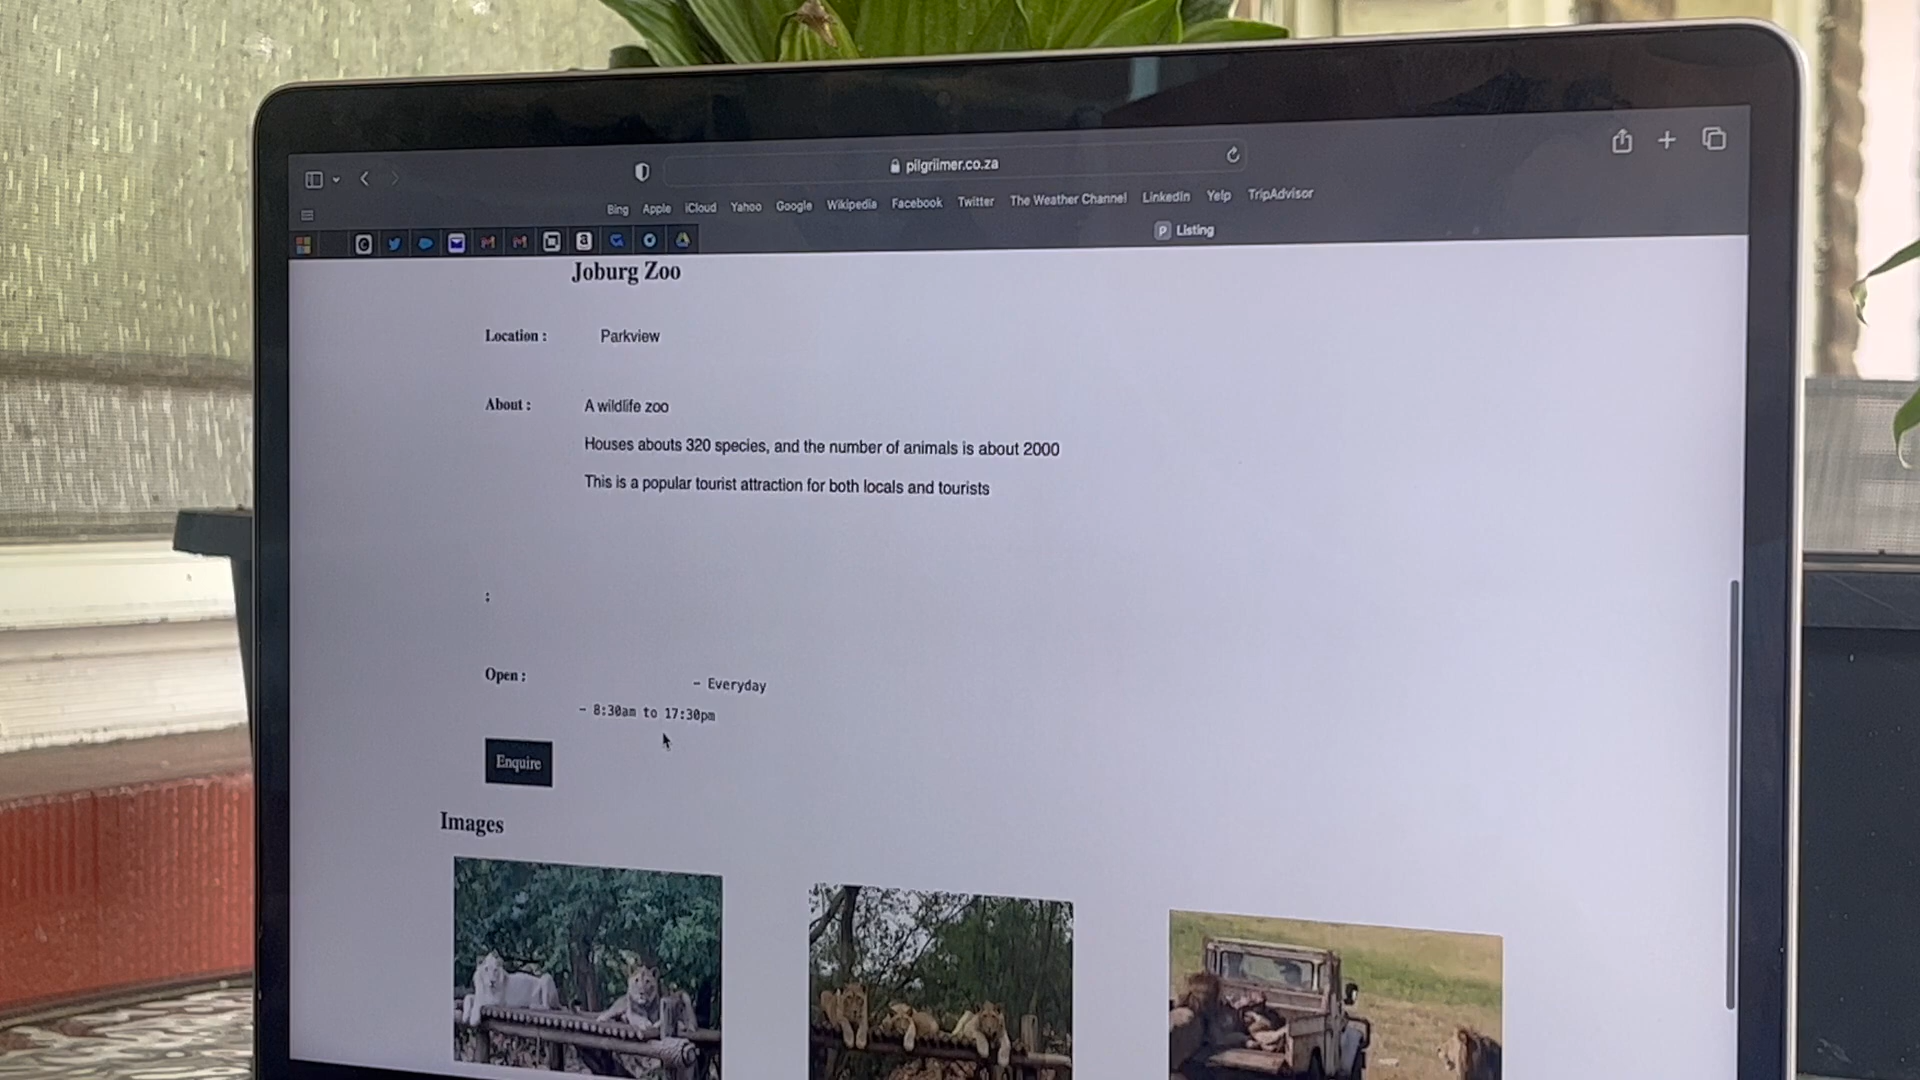 pilgriimer.co.za
Bing Apple iCloud Yahoo Google Wikipedia Facebook Twitter The Weather Channel LinkedIn Yelp TripAdvisor
P Listing
Joburg Zoo
Location : Parkview
About : A wildlife zoo
Houses abouts 320 species, and the number of animals is about 2000
This is a popular tourist attraction for both locals and tourists
:
Open : - Everyday
- 8:30am to 17:30pm
Enquire
Images